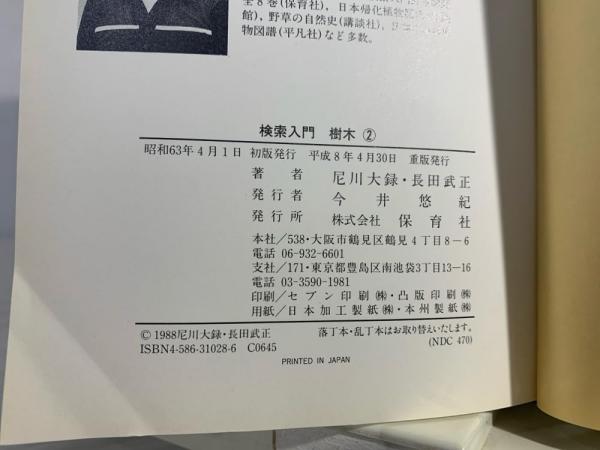 全8巻(保育社), 日本帰化植物
館), 野草の自然史(講談社),
物図譜(平凡社)など多数。
検索入門 樹木 ②
昭和63年4月1日 初版発行 平成8年4月30日 重版発行
著者 尼川大録・長田武正
発行者 今井悠紀
発行所 株式会社 保育社
本社/538・大阪市鶴見区鶴見4丁目8-6
電話 06-932-6601
支社/171・東京都豊島区南池袋3丁目13-16
電話 03-3590-1981
印刷/セブン印刷㈱・凸版印刷㈱
用紙/日本加工製紙㈱・本州製紙㈱
©1988尼川大録・長田武正 落丁本・乱丁本はお取り替えいたします。
ISBN4-586-31028-6 C0645 (NDC 470)
PRINTED IN JAPAN